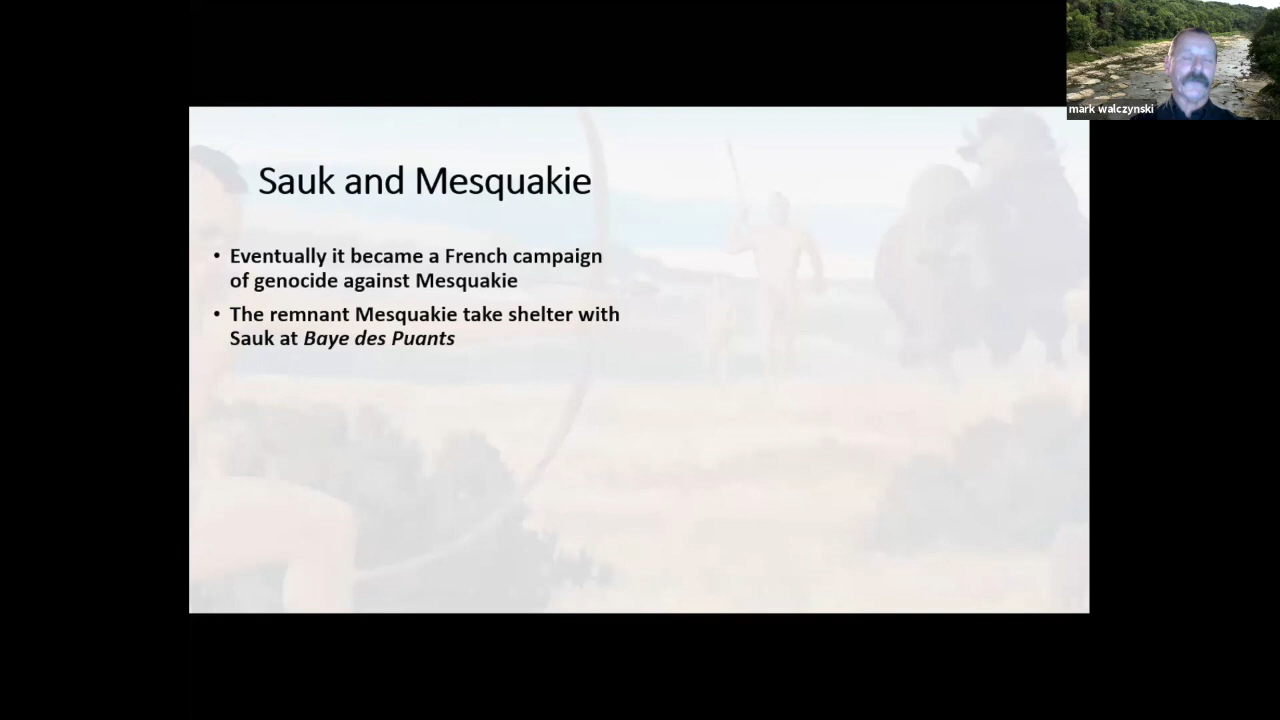 mark walczynski
Sauk and Mesquakie
• Eventually it became a French campaign
of genocide against Mesquakie
• The remnant Mesquakie take shelter with
Sauk at Baye des Puants